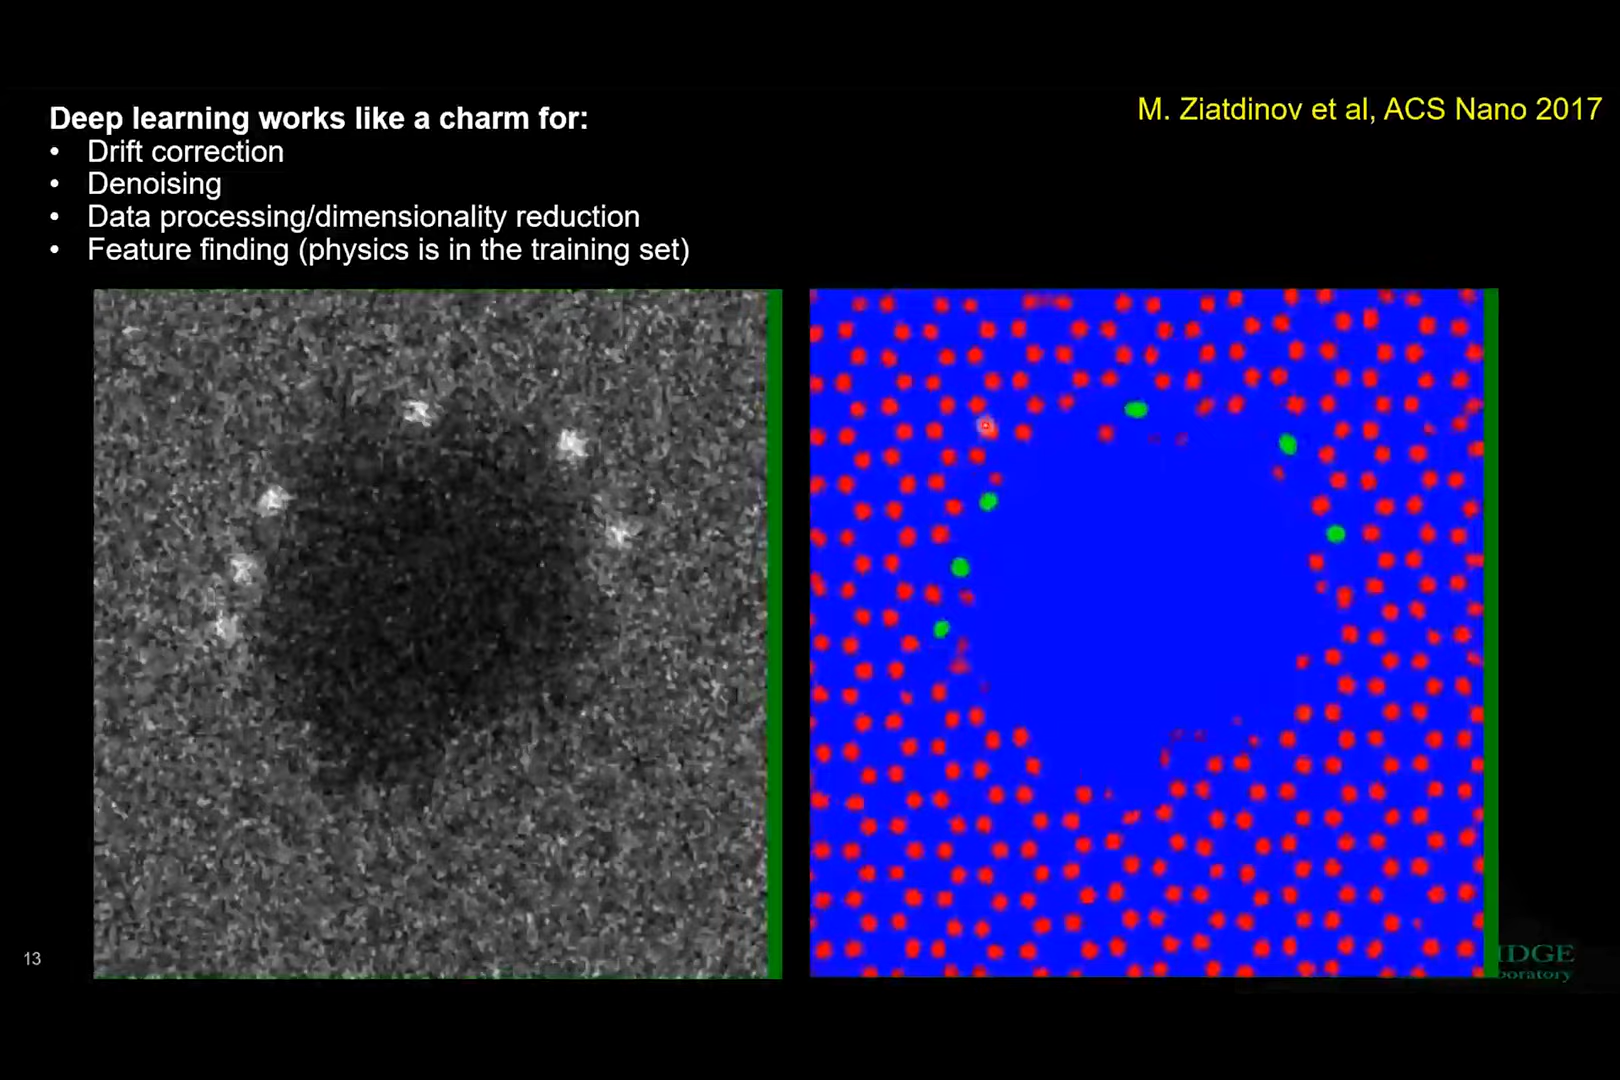 Deep learning works like a charm for:
• Drift correction
• Denoising
• Data processing/dimensionality reduction
• Feature finding (physics is in the training set)
M. Ziatdinov et al, ACS Nano 2017
13
IDGE
boratory